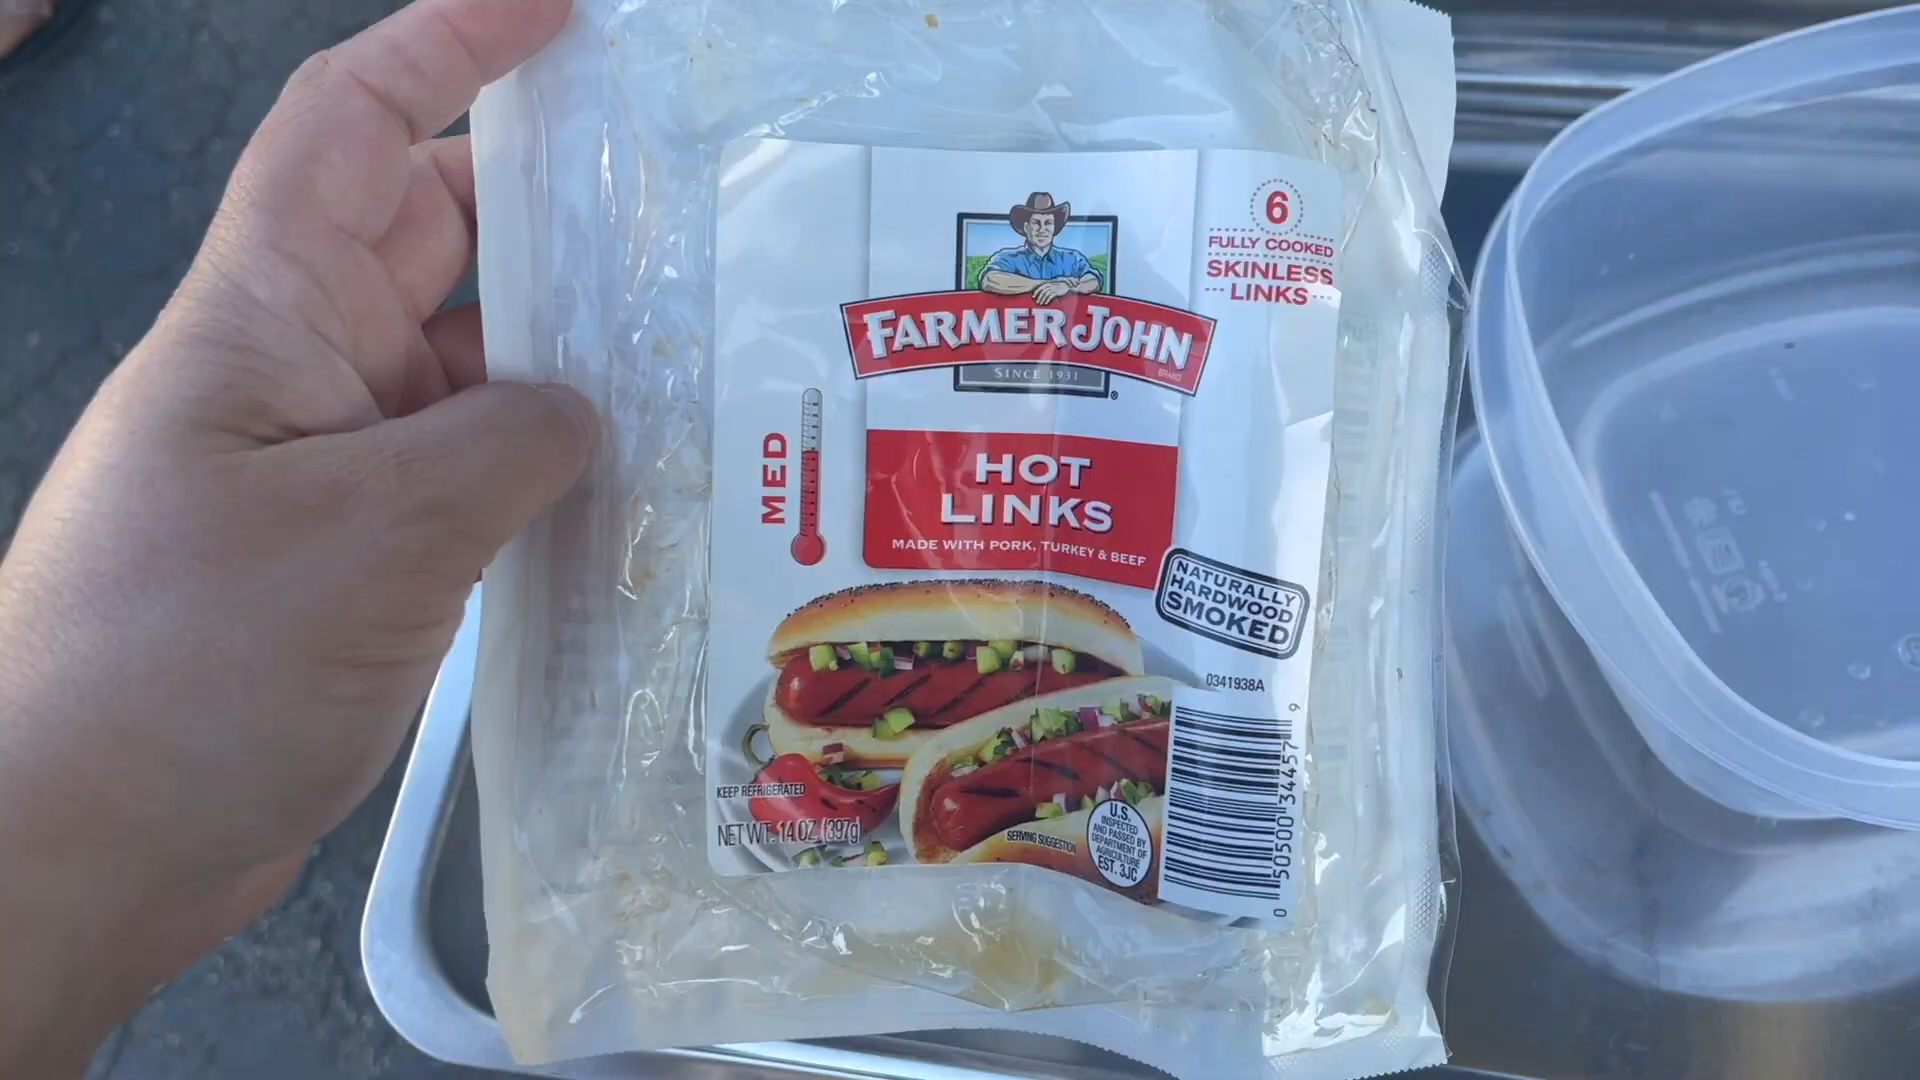 6
FULLY COOKED
SKINLESS
LINKS
FARMER JOHN
BRAND
SINCE 1931
®
MED
HOT
LINKS
MADE WITH PORK, TURKEY & BEEF
NATURALLY
HARDWOOD
SMOKED
0341938A
KEEP REFRIGERATED
NET WT. 14 OZ. (397g)
SERVING SUGGESTION
U.S.
INSPECTED
AND PASSED BY
DEPARTMENT OF
AGRICULTURE
EST. 3JC
0 50500 34457 9